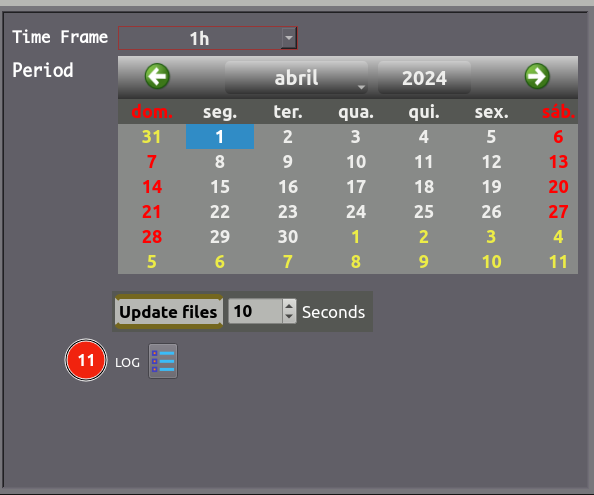 Time Frame 1h
Period
abril 2024
dom. seg. ter. qua. qui. sex. sáb.
31 1 2 3 4 5 6
7 8 9 10 11 12 13
14 15 16 17 18 19 20
21 22 23 24 25 26 27
28 29 30 1 2 3 4
5 6 7 8 9 10 11
Update files 10 Seconds
11 LOG